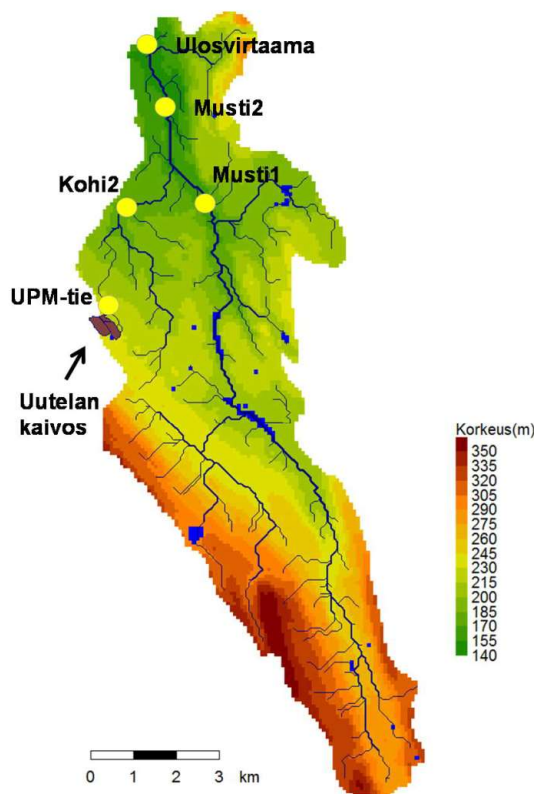 Ulosvirtaama
Musti2
Kohi2
Musti1
UPM-tie
Uutelan
kaivos
Korkeus(m)
350
335
320
305
290
275
260
245
230
215
200
185
170
155
140
0 1 2 3 km